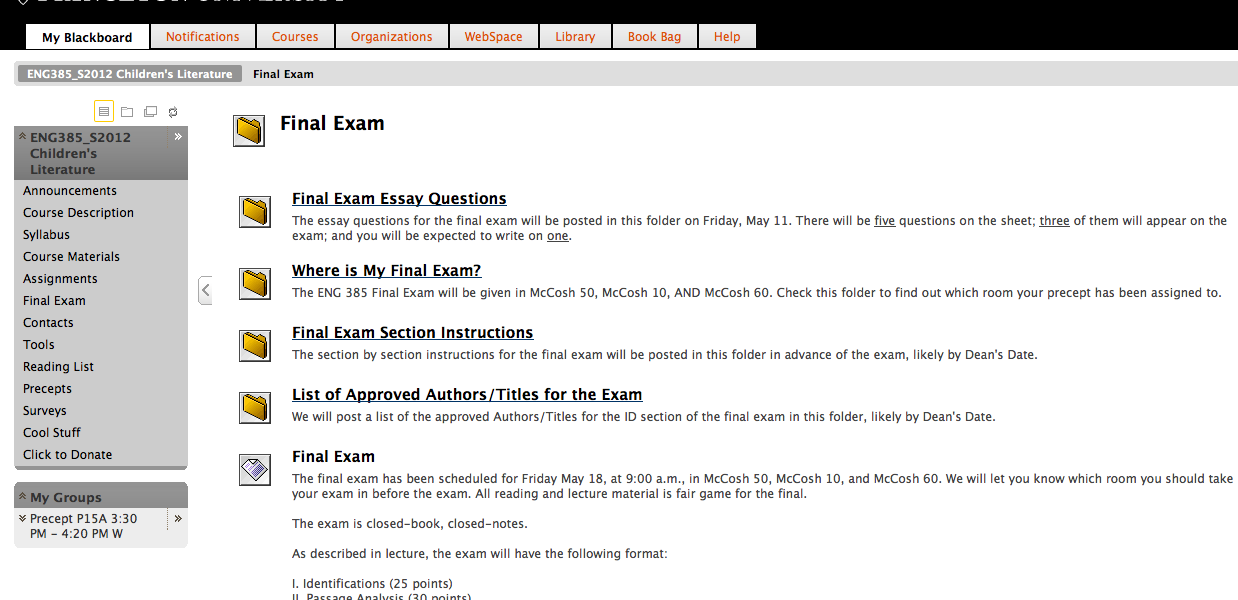 PRINCETON UNIVERSITY
My Blackboard
Notifications
Courses
Organizations
WebSpace
Library
Book Bag
Help
ENG385_S2012 Children's Literature
Final Exam
ENG385_S2012
Children's
Literature
Announcements
Course Description
Syllabus
Course Materials
Assignments
Final Exam
Contacts
Tools
Reading List
Precepts
Surveys
Cool Stuff
Click to Donate
My Groups
Precept P15A 3:30
PM – 4:20 PM W
Final Exam
Final Exam Essay Questions
The essay questions for the final exam will be posted in this folder on Friday, May 11. There will be five questions on the sheet; three of them will appear on the
exam; and you will be expected to write on one.
Where is My Final Exam?
The ENG 385 Final Exam will be given in McCosh 50, McCosh 10, AND McCosh 60. Check this folder to find out which room your precept has been assigned to.
Final Exam Section Instructions
The section by section instructions for the final exam will be posted in this folder in advance of the exam, likely by Dean's Date.
List of Approved Authors/Titles for the Exam
We will post a list of the approved Authors/Titles for the ID section of the final exam in this folder, likely by Dean's Date.
Final Exam
The final exam has been scheduled for Friday May 18, at 9:00 a.m., in McCosh 50, McCosh 10, and McCosh 60. We will let you know which room you should take
your exam in before the exam. All reading and lecture material is fair game for the final.
The exam is closed-book, closed-notes.
As described in lecture, the exam will have the following format:
I. Identifications (25 points)
II. Passage Analysis (30 points)